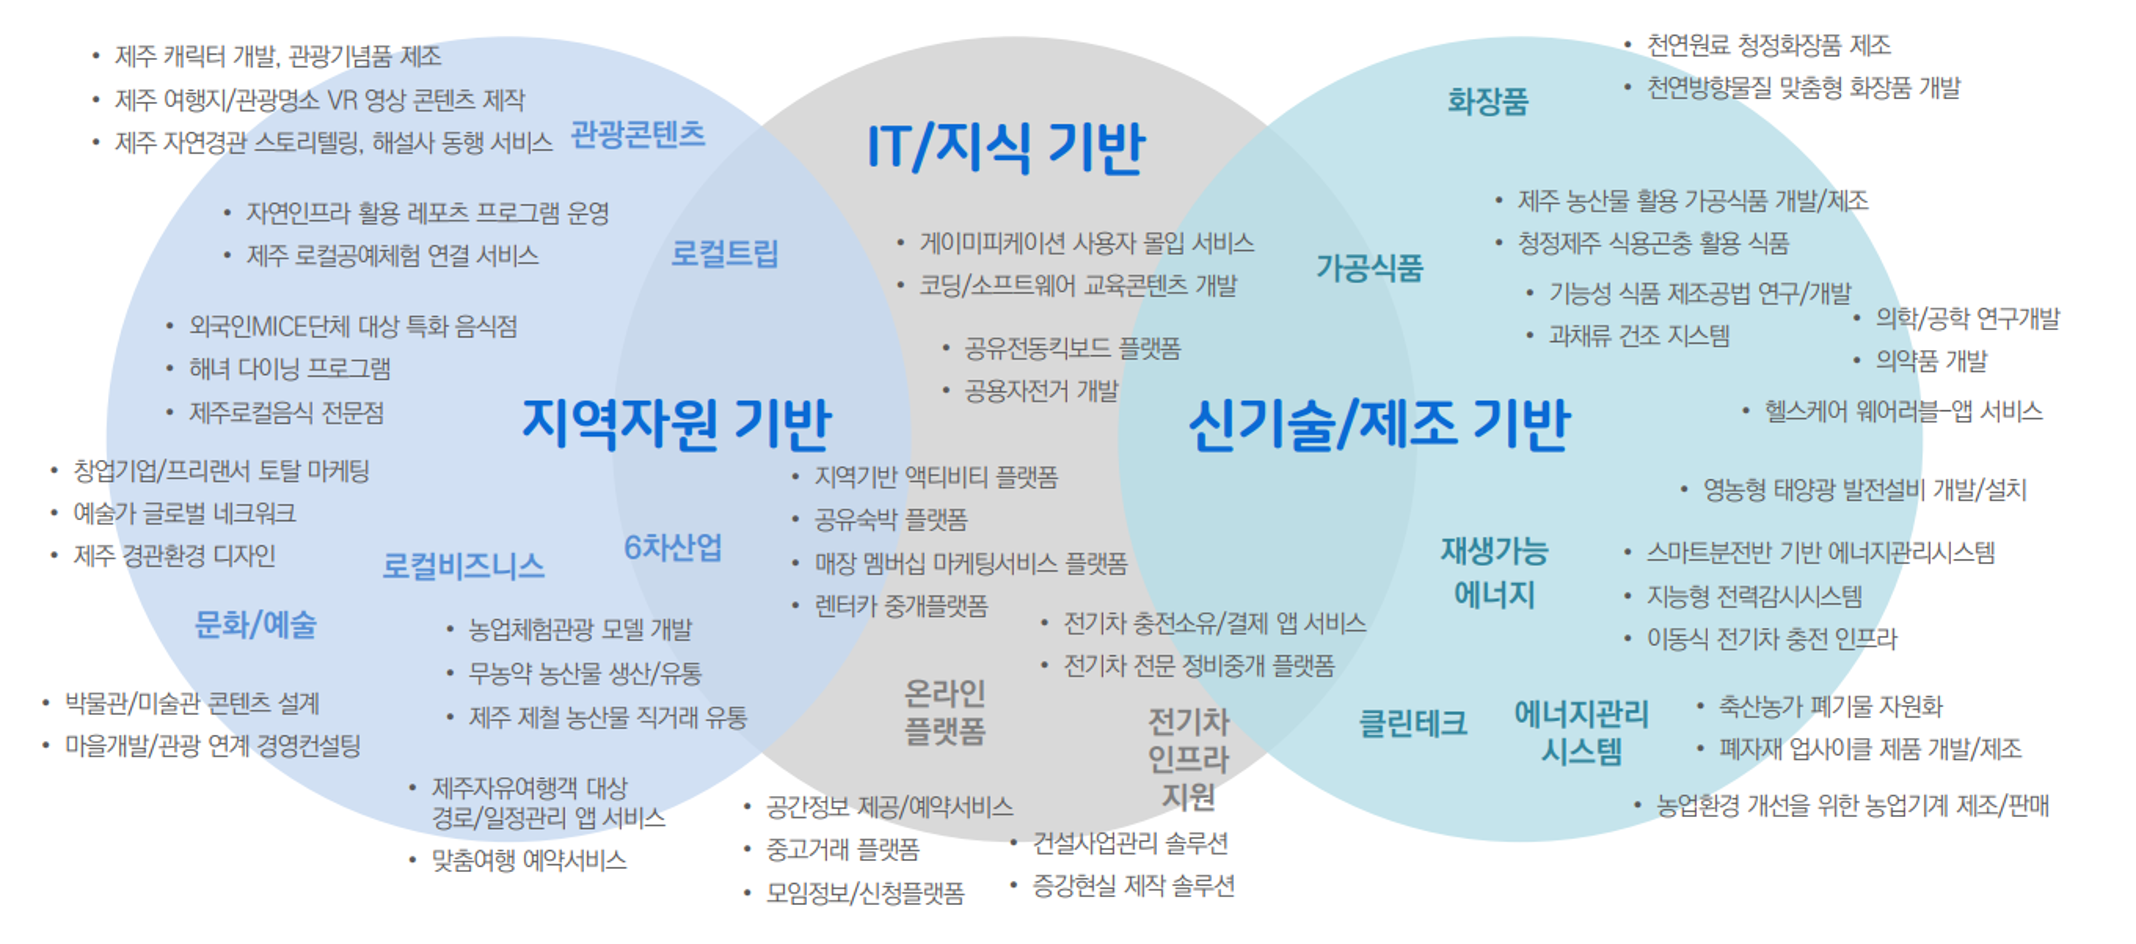 • 제주 캐릭터 개발, 관광기념품 제조
• 제주 여행지/관광명소 VR 영상 콘텐츠 제작
• 제주 자연경관 스토리텔링, 해설사 동행 서비스
관광콘텐츠
• 자연인프라 활용 레포츠 프로그램 운영
• 제주 로컬공예체험 연결 서비스
로컬트립
• 외국인MICE단체 대상 특화 음식점
• 해녀 다이닝 프로그램
• 제주로컬음식 전문점
지역자원 기반
• 창업기업/프리랜서 토탈 마케팅
• 예술가 글로벌 네크워크
• 제주 경관환경 디자인
로컬비즈니스
6차산업
문화/예술
• 농업체험관광 모델 개발
• 무농약 농산물 생산/유통
• 제주 제철 농산물 직거래 유통
• 박물관/미술관 콘텐츠 설계
• 마을개발/관광 연계 경영컨설팅
• 제주자유여행객 대상
경로/일정관리 앱 서비스
• 맞춤여행 예약서비스
IT/지식 기반
• 게이미피케이션 사용자 몰입 서비스
• 코딩/소프트웨어 교육콘텐츠 개발
• 공유전동킥보드 플랫폼
• 공용자전거 개발
• 지역기반 액티비티 플랫폼
• 공유숙박 플랫폼
• 매장 멤버십 마케팅서비스 플랫폼
• 렌터카 중개플랫폼
• 전기차 충전소유/결제 앱 서비스
• 전기차 전문 정비중개 플랫폼
온라인
플랫폼
전기차
인프라
지원
• 공간정보 제공/예약서비스
• 중고거래 플랫폼
• 모임정보/신청플랫폼
• 건설사업관리 솔루션
• 증강현실 제작 솔루션
화장품
• 천연원료 청정화장품 제조
• 천연방향물질 맞춤형 화장품 개발
가공식품
• 제주 농산물 활용 가공식품 개발/제조
• 청정제주 식용곤충 활용 식품
• 기능성 식품 제조공법 연구/개발
• 과채류 건조 지스템
• 의학/공학 연구개발
• 의약품 개발
• 헬스케어 웨어러블-앱 서비스
신기술/제조 기반
• 영농형 태양광 발전설비 개발/설치
재생가능
에너지
• 스마트분전반 기반 에너지관리시스템
• 지능형 전력감시시스템
• 이동식 전기차 충전 인프라
클린테크
에너지관리
시스템
• 축산농가 폐기물 자원화
• 폐자재 업사이클 제품 개발/제조
• 농업환경 개선을 위한 농업기계 제조/판매